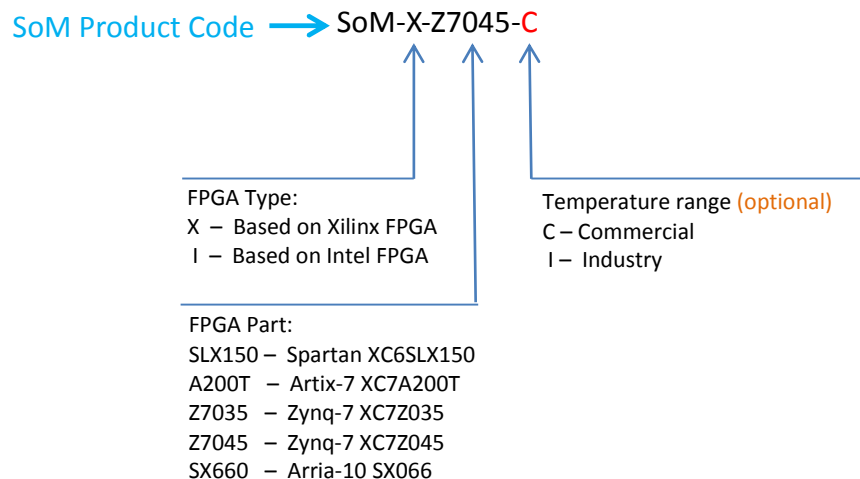 SoM Product Code SoM-X-Z7045-C
FPGA Type:
X – Based on Xilinx FPGA
I – Based on Intel FPGA
Temperature range (optional)
C – Commercial
I – Industry
FPGA Part:
SLX150 – Spartan XC6SLX150
A200T – Artix-7 XC7A200T
Z7035 – Zynq-7 XC7Z035
Z7045 – Zynq-7 XC7Z045
SX660 – Arria-10 SX066